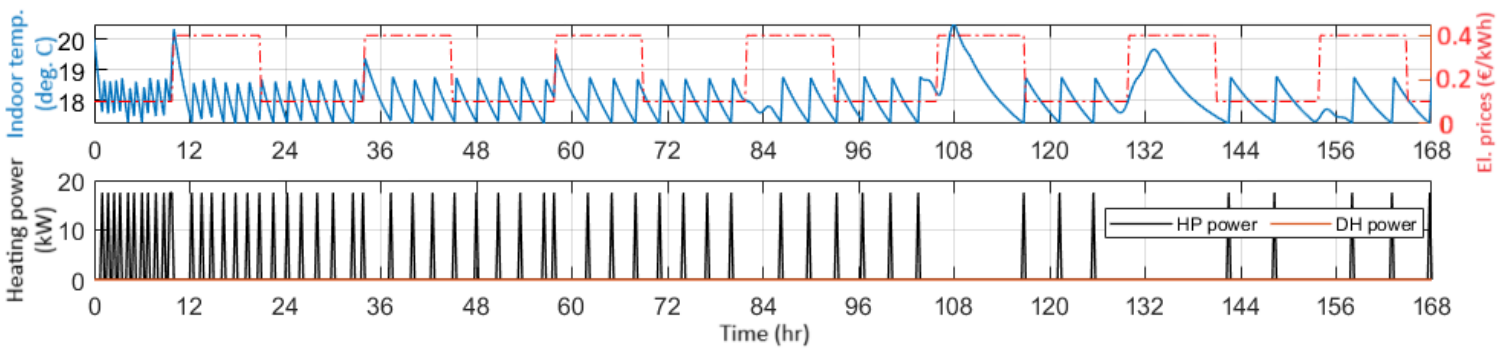 Indoor temp.
(deg. C)
20
19
18
0.4
0.2
0
El. prices (€/kWh)
0 12 24 36 48 60 72 84 96 108 120 132 144 156 168
Heating power
(kW)
20
10
0
HP power DH power
0 12 24 36 48 60 72 84 96 108 120 132 144 156 168
Time (hr)